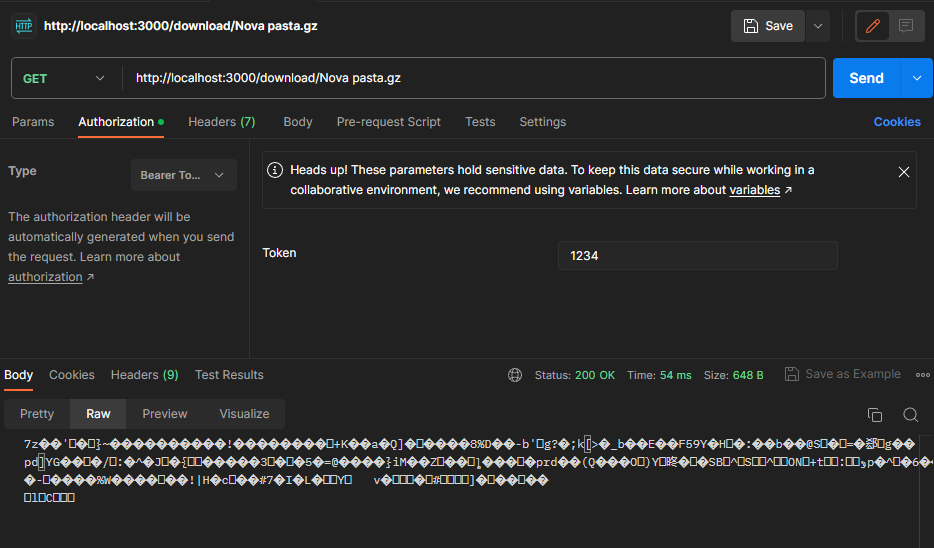 HTTP http://localhost:3000/download/Nova pasta.gz
Save
GET http://localhost:3000/download/Nova pasta.gz
Send
Params Authorization Headers (7) Body Pre-request Script Tests Settings Cookies
Type
Bearer To...
The authorization header will be
automatically generated when you send
the request. Learn more about
authorization ↗
Heads up! These parameters hold sensitive data. To keep this data secure while working in a
collaborative environment, we recommend using variables. Learn more about variables ↗
Token
1234
Body Cookies Headers (9) Test Results
Status: 200 OK Time: 54 ms Size: 648 B
Save as Example
Pretty Raw Preview Visualize